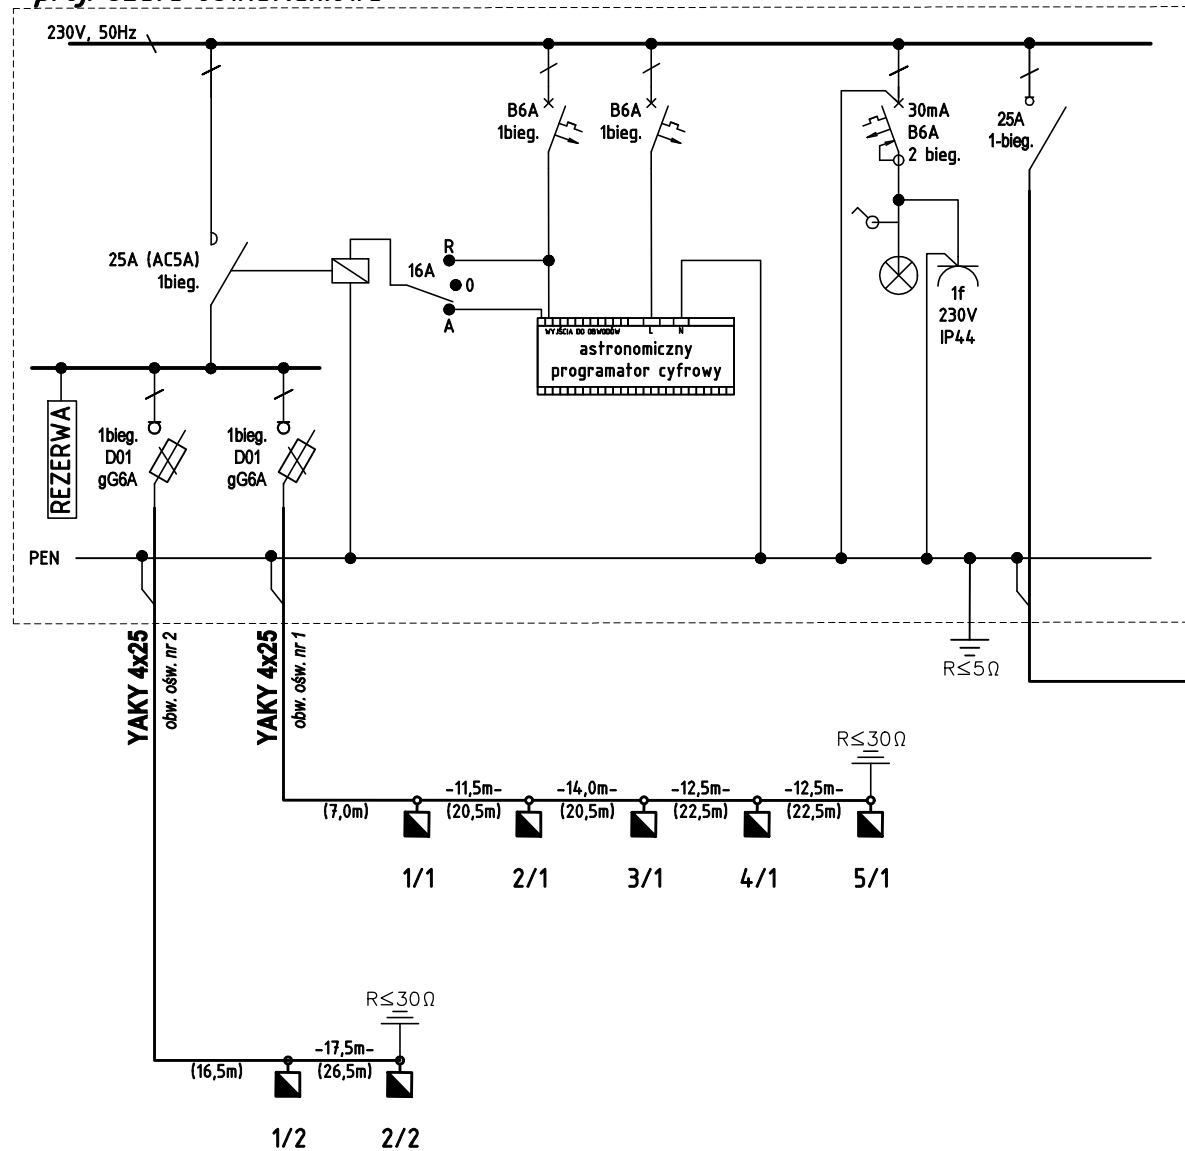 230V, 50Hz
B6A
1bieg.
B6A
1bieg.
30mA
B6A
2 bieg.
25A
1-bieg.
25A (AC5A)
1bieg.
R
16A
0
A
WYJŚCIA DO OBWODÓW L N
astronomiczny
programator cyfrowy
1f
230V
IP44
REZERWA
1bieg.
D01
gG6A
1bieg.
D01
gG6A
PEN
YAKY 4x25
obw. ośw. nr 2
YAKY 4x25
obw. ośw. nr 1
R≤5Ω
R≤30Ω
-11,5m- -14,0m- -12,5m- -12,5m-
(7,0m) (20,5m) (20,5m) (22,5m) (22,5m)
1/1 2/1 3/1 4/1 5/1
R≤30Ω
-17,5m-
(16,5m) (26,5m)
1/2 2/2